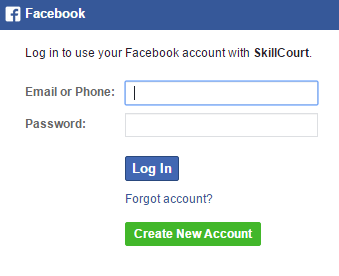 Facebook
Log in to use your Facebook account with SkillCourt.
Email or Phone:
Password:
Log In
Forgot account?
Create New Account